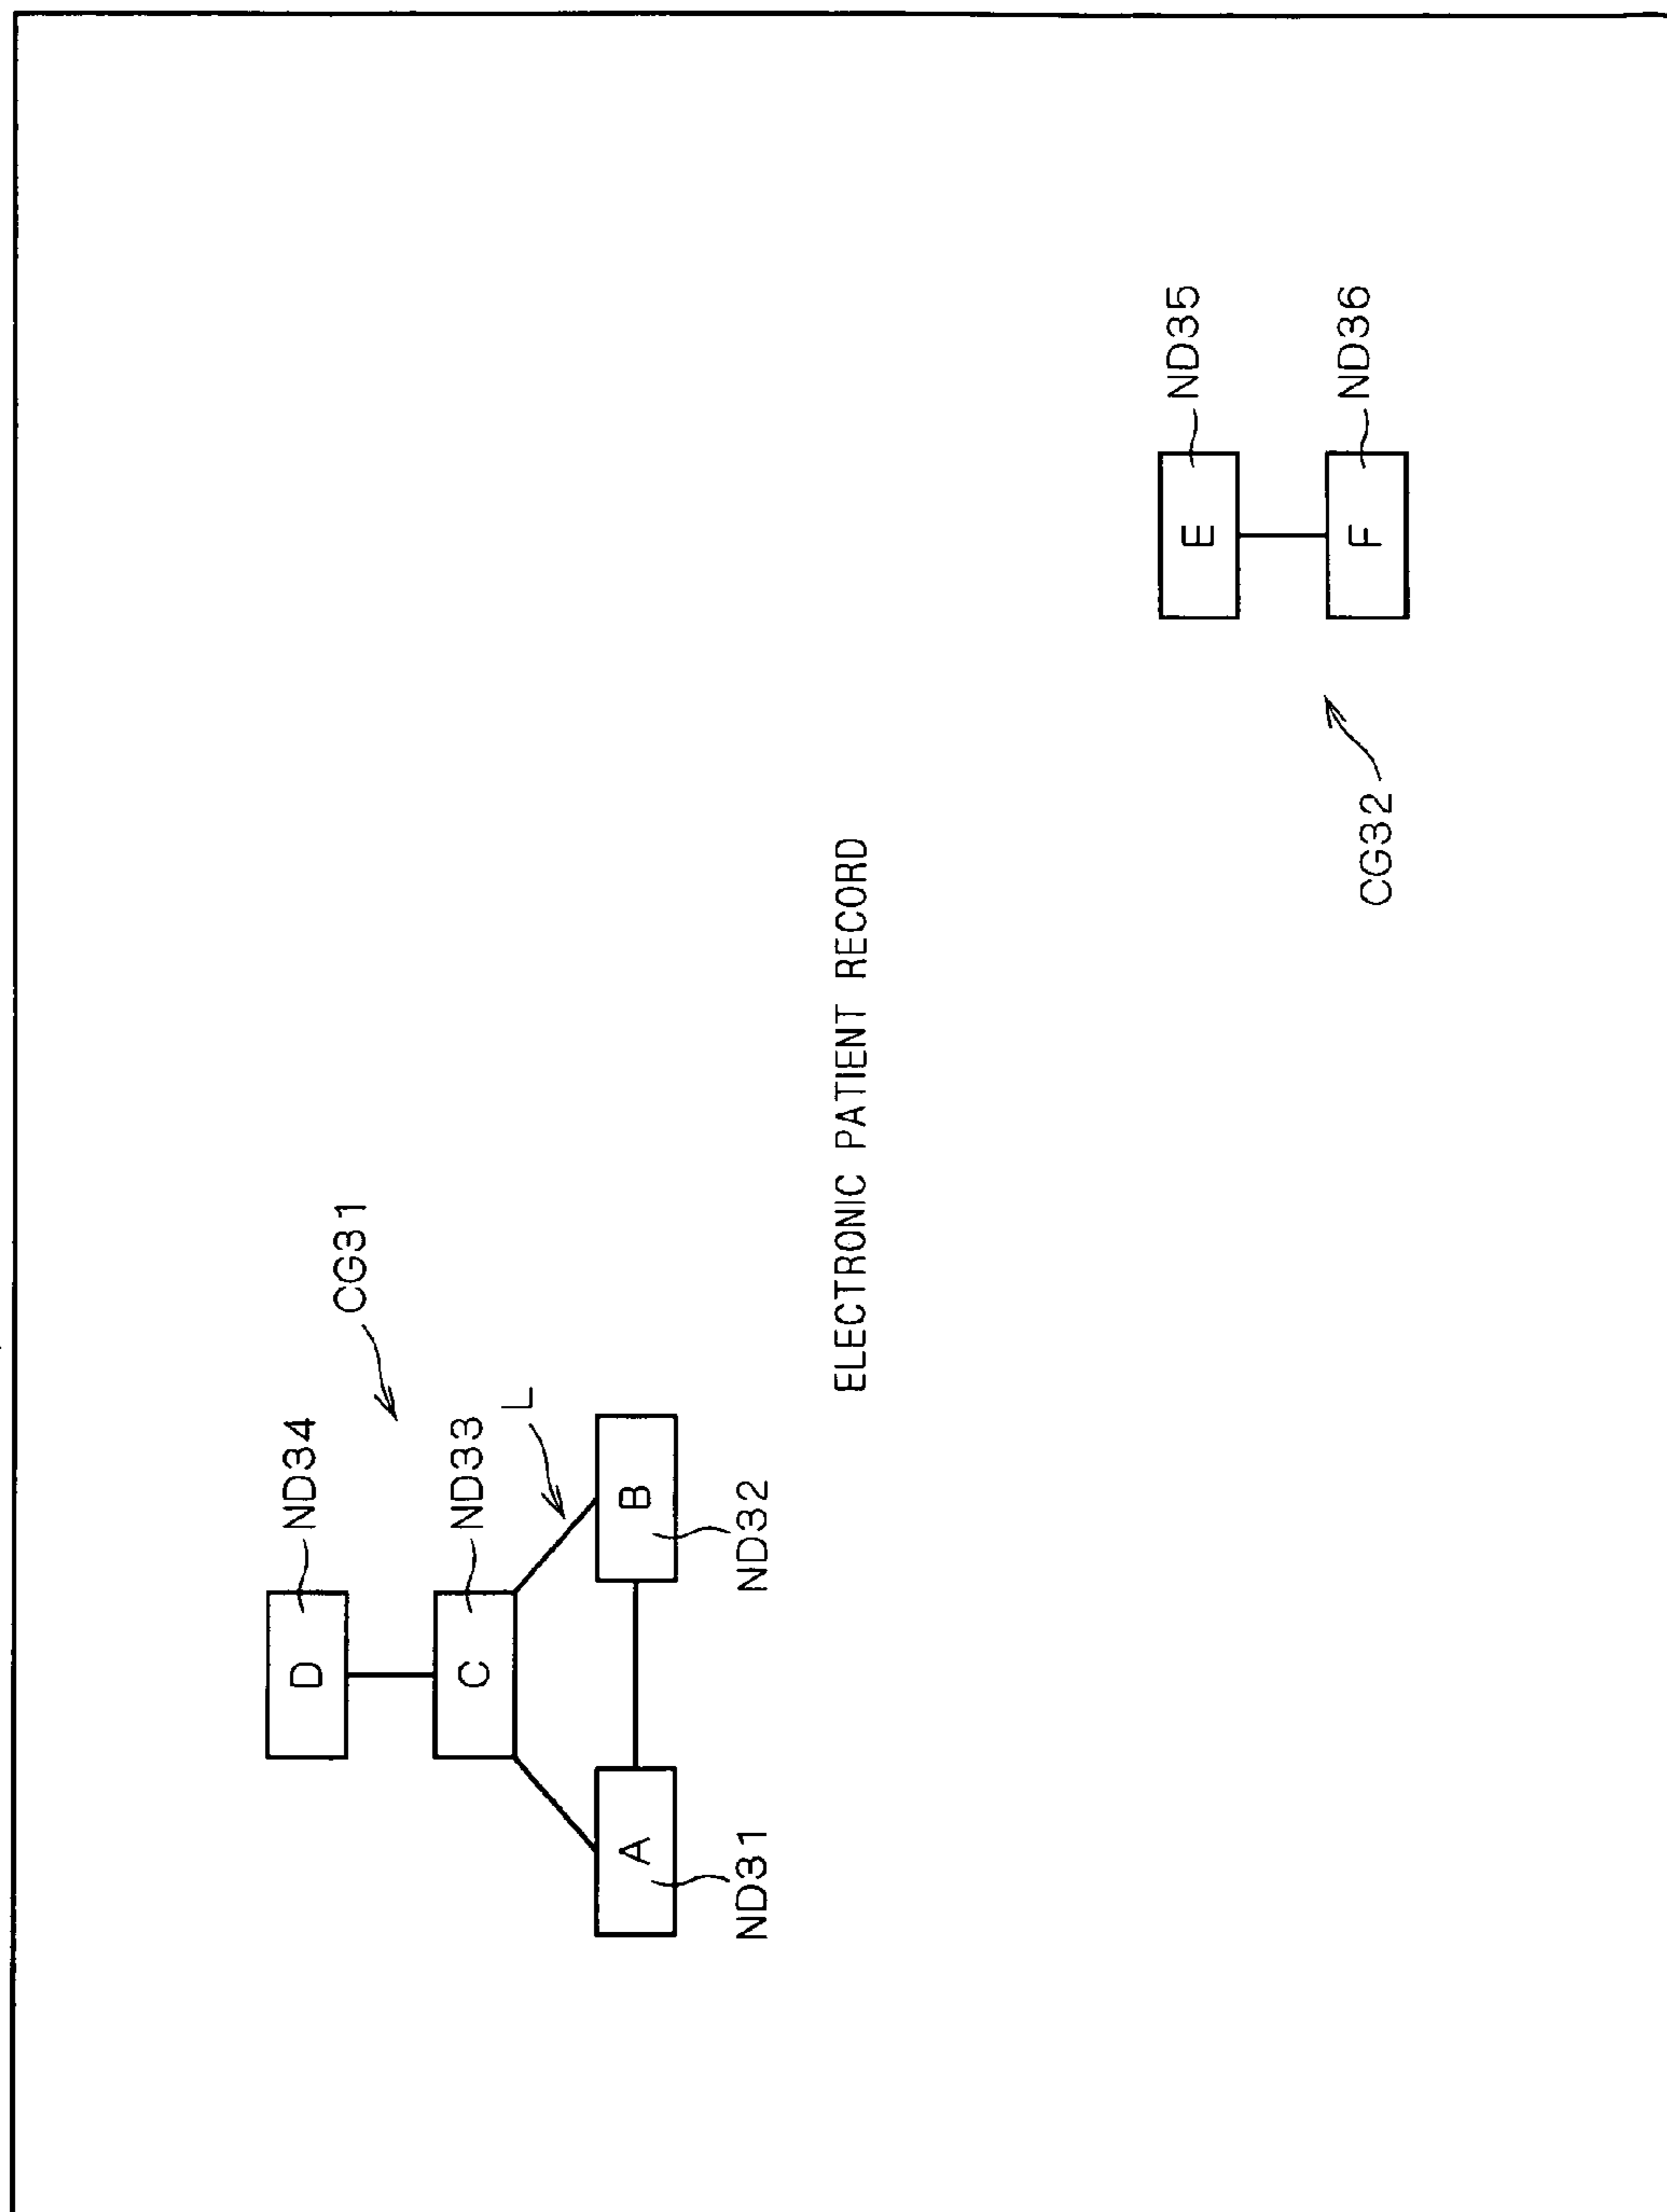 D
ND34
CG31
C
ND33
L
A
B
ND31
ND32
ELECTRONIC PATIENT RECORD
E
ND35
F
ND36
CG32